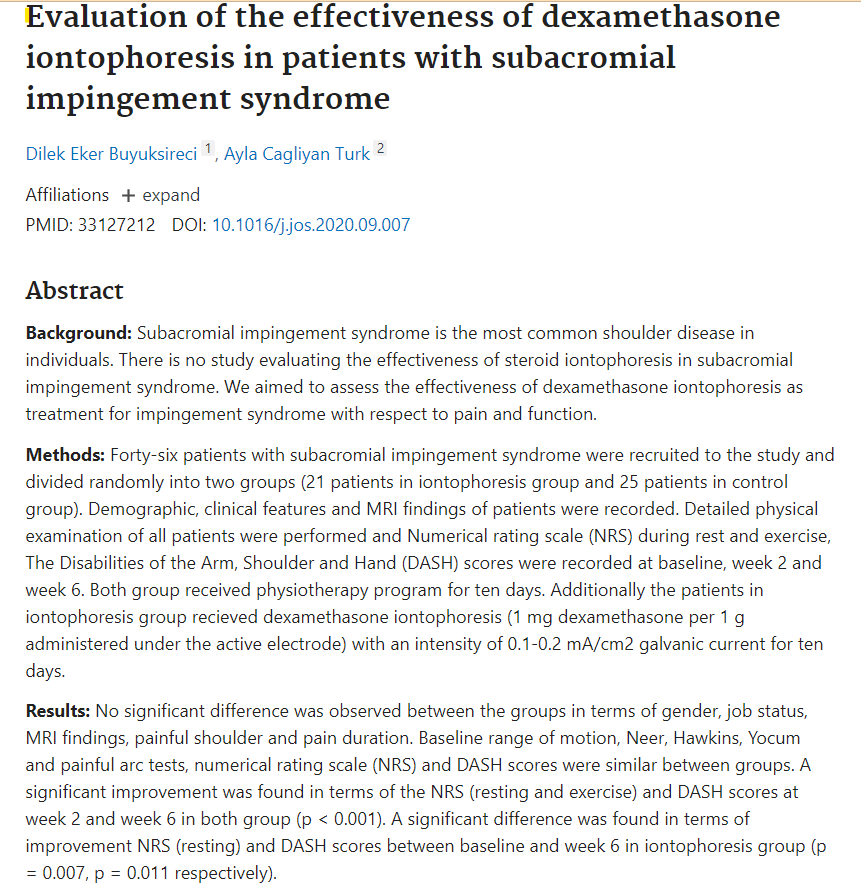 Evaluation of the effectiveness of dexamethasone
iontophoresis in patients with subacromial
impingement syndrome
Dilek Eker Buyuksireci 1, Ayla Cagliyan Turk 2
Affiliations + expand
PMID: 33127212 DOI: 10.1016/j.jos.2020.09.007
Abstract
Background: Subacromial impingement syndrome is the most common shoulder disease in
individuals. There is no study evaluating the effectiveness of steroid iontophoresis in subacromial
impingement syndrome. We aimed to assess the effectiveness of dexamethasone iontophoresis as
treatment for impingement syndrome with respect to pain and function.
Methods: Forty-six patients with subacromial impingement syndrome were recruited to the study and
divided randomly into two groups (21 patients in iontophoresis group and 25 patients in control
group). Demographic, clinical features and MRI findings of patients were recorded. Detailed physical
examination of all patients were performed and Numerical rating scale (NRS) during rest and exercise,
The Disabilities of the Arm, Shoulder and Hand (DASH) scores were recorded at baseline, week 2 and
week 6. Both group received physiotherapy program for ten days. Additionally the patients in
iontophoresis group recieved dexamethasone iontophoresis (1 mg dexamethasone per 1 g
administered under the active electrode) with an intensity of 0.1-0.2 mA/cm2 galvanic current for ten
days.
Results: No significant difference was observed between the groups in terms of gender, job status,
MRI findings, painful shoulder and pain duration. Baseline range of motion, Neer, Hawkins, Yocum
and painful arc tests, numerical rating scale (NRS) and DASH scores were similar between groups. A
significant improvement was found in terms of the NRS (resting and exercise) and DASH scores at
week 2 and week 6 in both group (p < 0.001). A significant difference was found in terms of
improvement NRS (resting) and DASH scores between baseline and week 6 in iontophoresis group (p
= 0.007, p = 0.011 respectively).